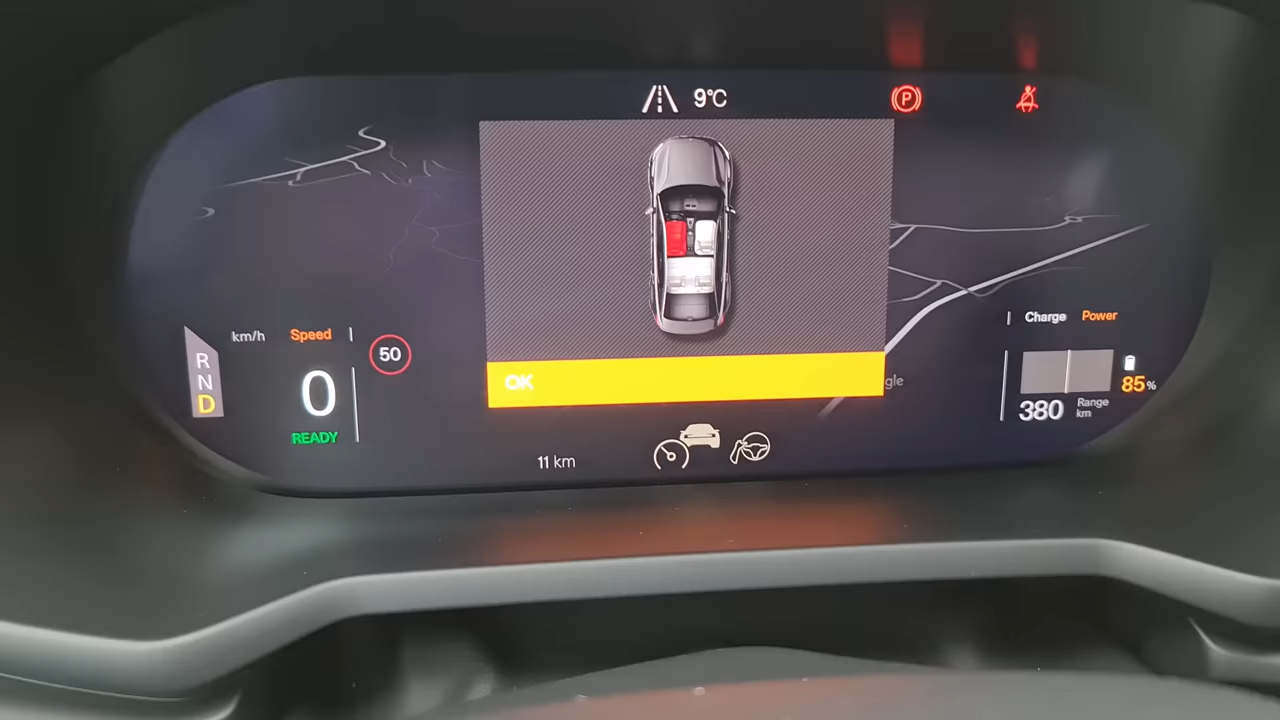 9°C
P
km/h Speed
50
R
N
D
0
READY
OK
gle
11 km
Charge Power
85%
380 Range km